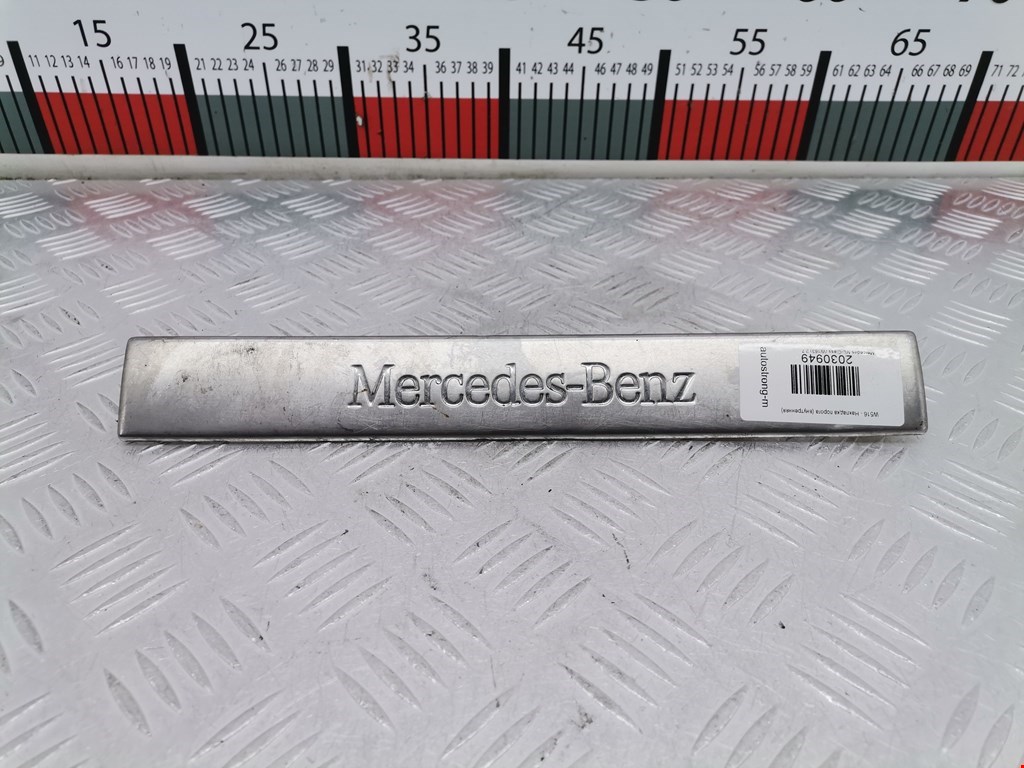 15 25 35 45 55 65
9 11 12 13 14 16 17 18 19 21 22 23 24 26 27 28 29 31 32 33 34 36 37 38 39 41 42 43 44 46 47 48 49 51 52 53 54 56 57 58 59 61 62 63 64 66 67 68 69 71 72
Mercedes-Benz
W516 - Накладка порога (внутренняя)
2030949
autostrong-m